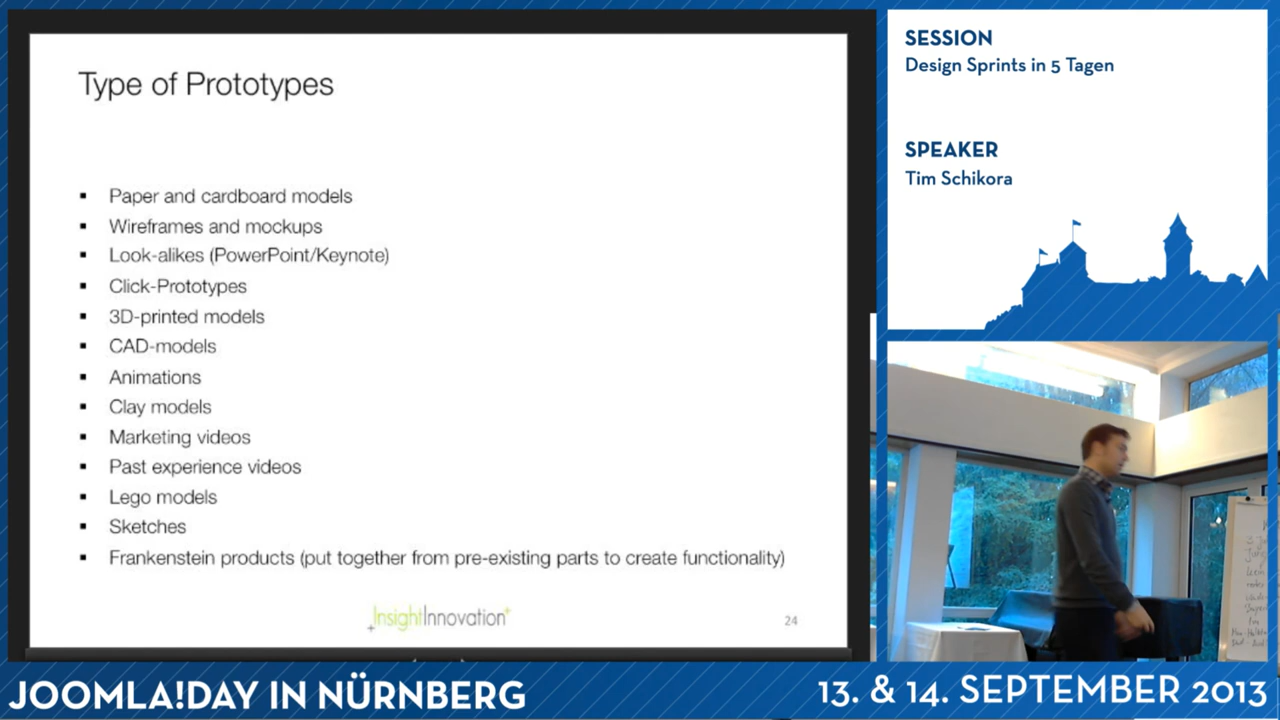 Type of Prototypes
▪ Paper and cardboard models
▪ Wireframes and mockups
▪ Look-alikes (PowerPoint/Keynote)
▪ Click-Prototypes
▪ 3D-printed models
▪ CAD-models
▪ Animations
▪ Clay models
▪ Marketing videos
▪ Past experience videos
▪ Lego models
▪ Sketches
▪ Frankenstein products (put together from pre-existing parts to create functionality)
+InsightInnovation+
24
SESSION
Design Sprints in 5 Tagen
SPEAKER
Tim Schikora
JOOMLA!DAY IN NÜRNBERG
13. & 14. SEPTEMBER 2013